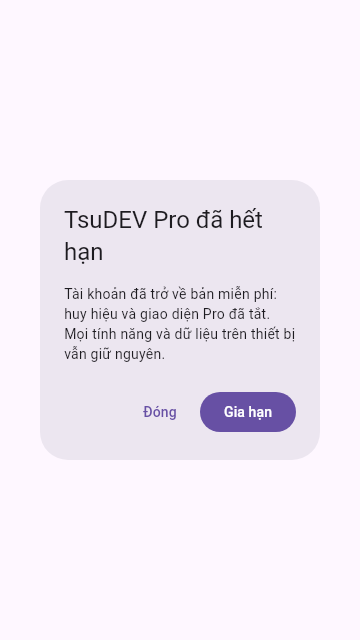 TsuDEV Pro đã hết
hạn
Tài khoản đã trở về bản miễn phí:
huy hiệu và giao diện Pro đã tắt.
Mọi tính năng và dữ liệu trên thiết bị
vẫn giữ nguyên.
Đóng
Gia hạn